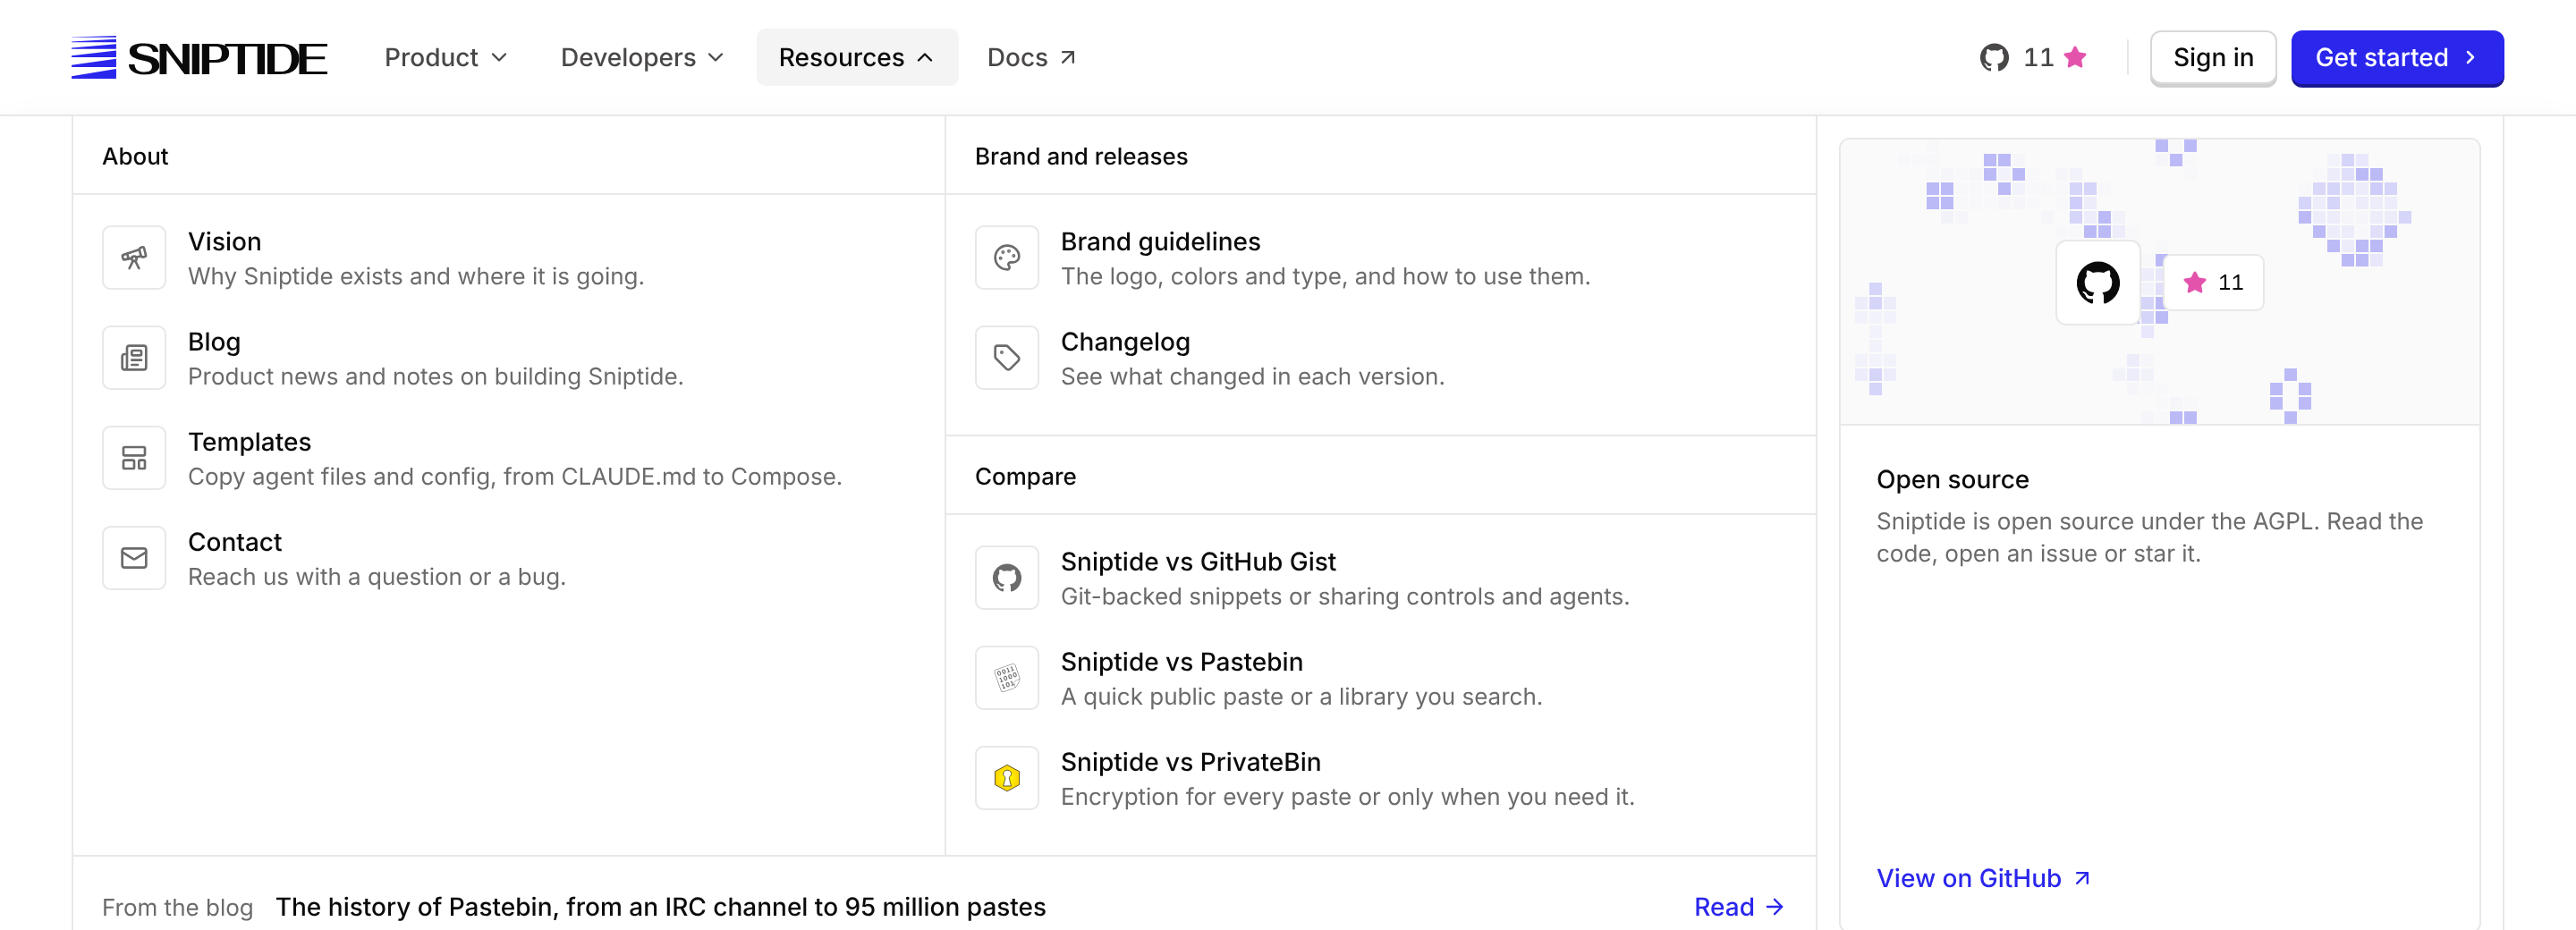 SNIPTIDE
Product
Developers
Resources
Docs
11
Sign in
Get started
About
Vision
Why Sniptide exists and where it is going.
Blog
Product news and notes on building Sniptide.
Templates
Copy agent files and config, from CLAUDE.md to Compose.
Contact
Reach us with a question or a bug.
Brand and releases
Brand guidelines
The logo, colors and type, and how to use them.
Changelog
See what changed in each version.
Compare
Sniptide vs GitHub Gist
Git-backed snippets or sharing controls and agents.
0011
1000
101
Sniptide vs Pastebin
A quick public paste or a library you search.
Sniptide vs PrivateBin
Encryption for every paste or only when you need it.
11
Open source
Sniptide is open source under the AGPL. Read the
code, open an issue or star it.
View on GitHub
From the blog
The history of Pastebin, from an IRC channel to 95 million pastes
Read